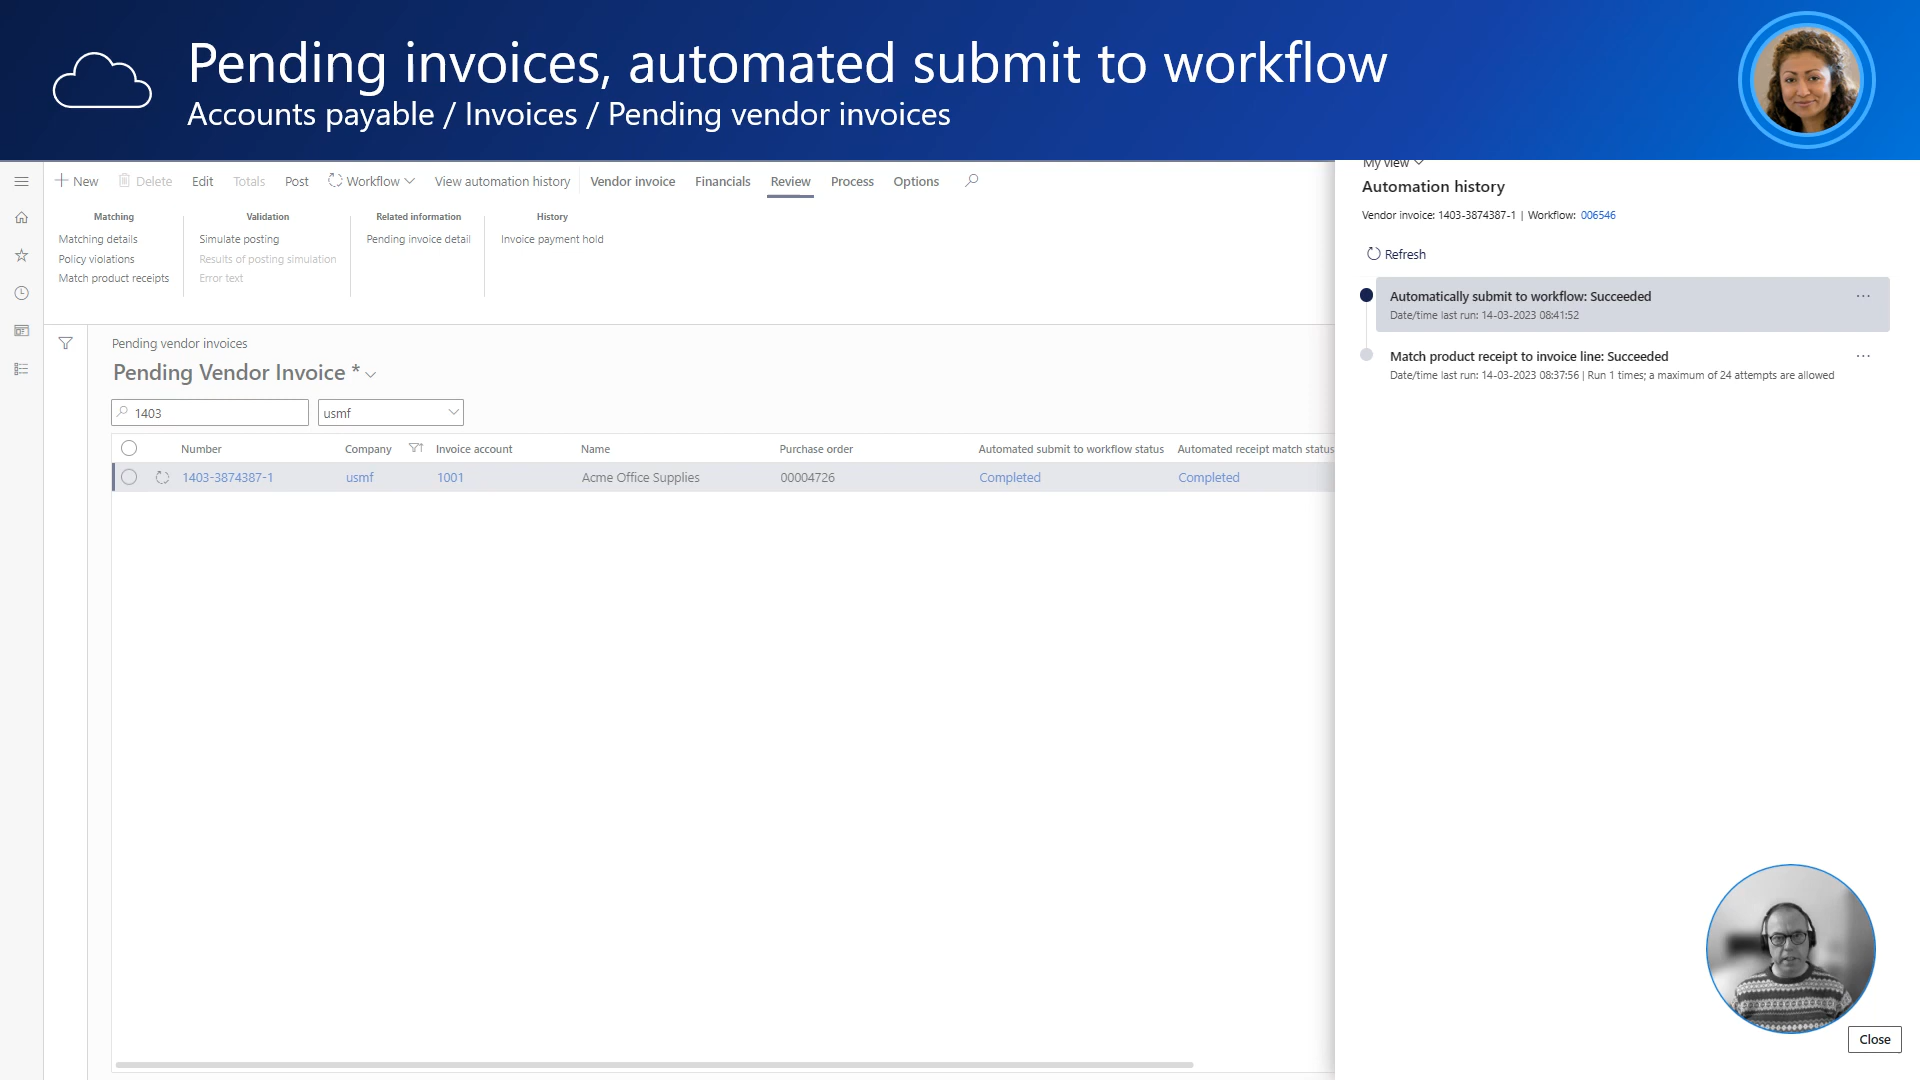 Pending invoices, automated submit to workflow
Accounts payable / Invoices / Pending vendor invoices
New Delete Edit Totals Post Workflow View automation history Vendor invoice Financials Review Process Options
Matching
Matching details
Policy violations
Match product receipts
Validation
Simulate posting
Results of posting simulation
Error text
Related information
Pending invoice detail
History
Invoice payment hold
Pending vendor invoices
Pending Vendor Invoice *
1403 usmf
Number Company Invoice account Name Purchase order Automated submit to workflow status Automated receipt match status
1403-3874387-1 usmf 1001 Acme Office Supplies 00004726 Completed Completed
My view
Automation history
Vendor invoice: 1403-3874387-1 | Workflow: 006546
Refresh
Automatically submit to workflow: Succeeded
Date/time last run: 14-03-2023 08:41:52
Match product receipt to invoice line: Succeeded
Date/time last run: 14-03-2023 08:37:56 | Run 1 times; a maximum of 24 attempts are allowed
Close